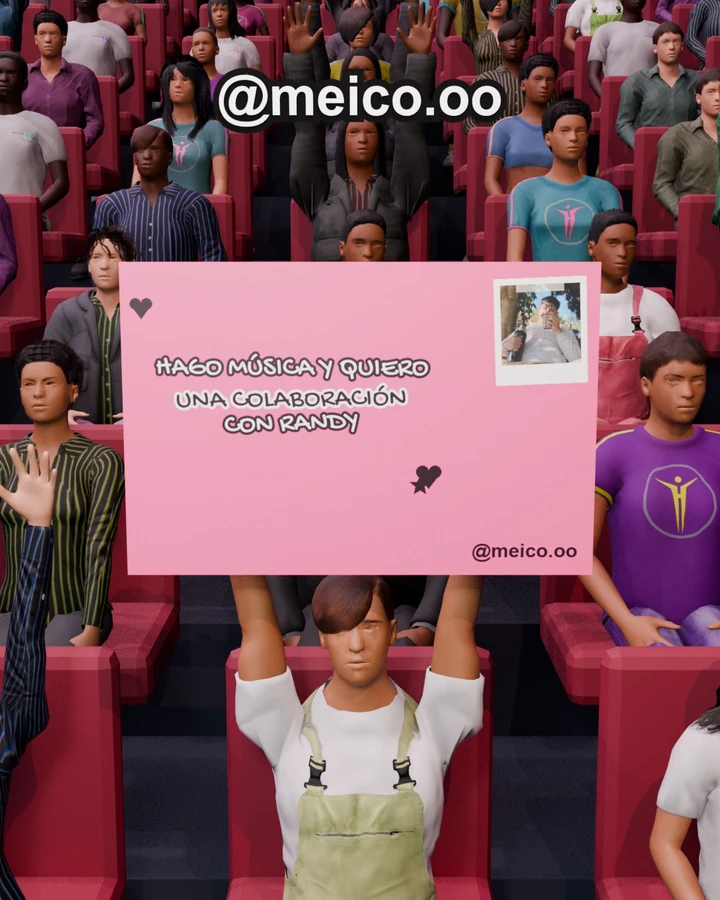 @meico.oo
HAGO MÚSICA Y QUIERO
UNA COLABORACIÓN
CON RANDY
@meico.oo